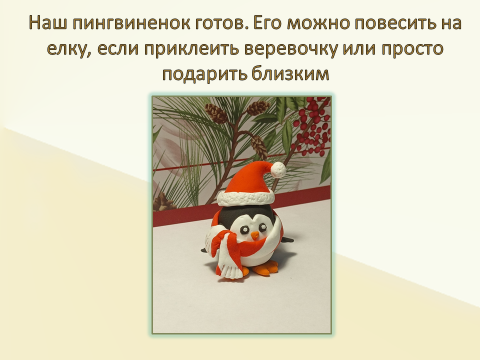 Наш пингвиненок готов. Его можно повесить на
елку, если приклеить веревочку или просто
подарить близким